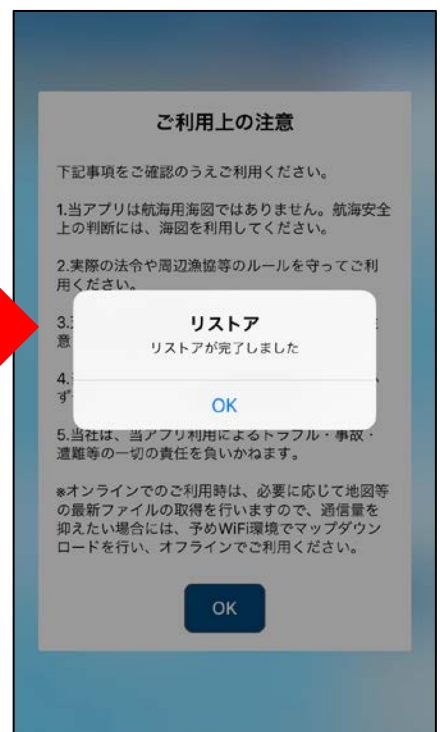 ご利用上の注意
下記事項をご確認のうえご利用ください。
1.当アプリは航海用海図ではありません。航海安全
上の判断には、海図を利用してください。
2.実際の法令や周辺漁協等のルールを守ってご利
用ください。
3.
意
リストア
リストアが完了しました
4.
ず
OK
5.当社は、当アプリ利用によるトラブル・事故・
遭難等の一切の責任を負いかねます。
※オンラインでのご利用時は、必要に応じて地図等
の最新ファイルの取得を行いますので、通信量を
抑えたい場合には、予めWiFi環境でマップダウン
ロードを行い、オフラインでご利用ください。
OK